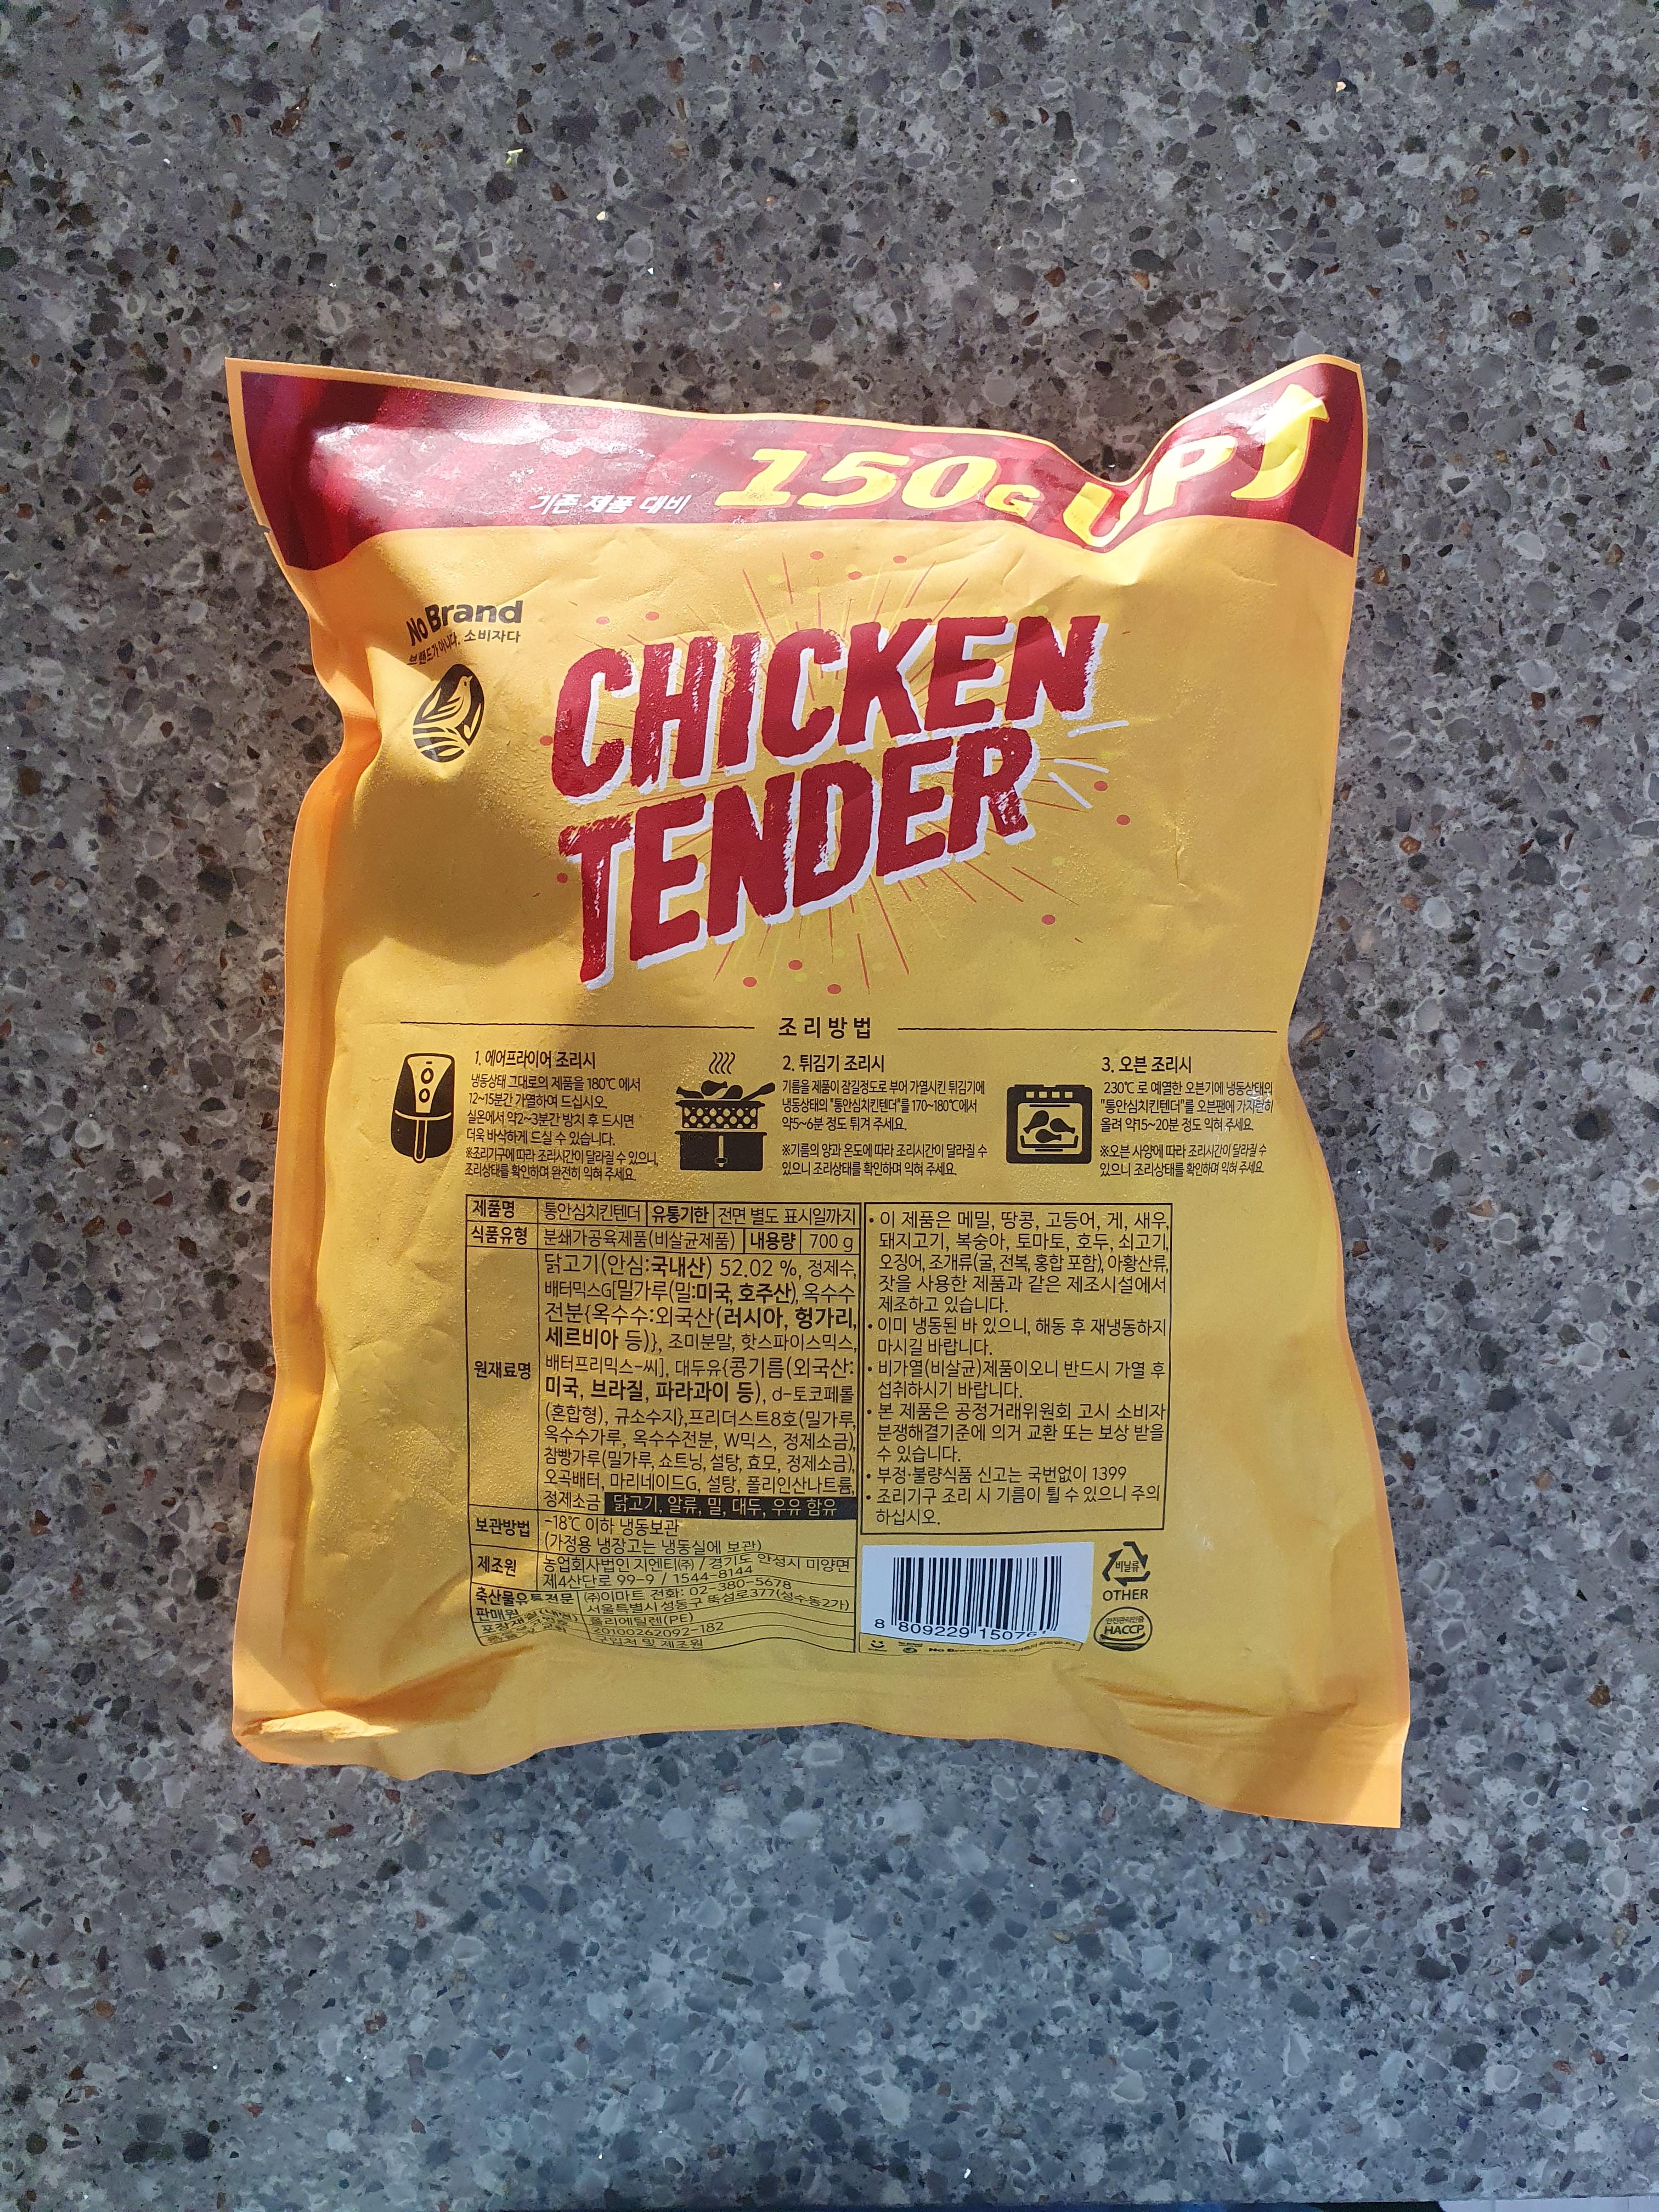 기존 제품 대비 150G UP
No Brand
브랜드가 아니다. 소비자다
CHICKEN
TENDER
조리방법
1. 에어프라이어 조리시
냉동상태 그대로의 제품을 180℃ 에서
12~15분간 가열하여 드십시오.
실온에서 약2~3분간 방치 후 드시면
더욱 바삭하게 드실 수 있습니다.
※조리기구에 따라 조리시간이 달라질 수 있으니,
조리상태를 확인하며 완전히 익혀 주세요.
2. 튀김기 조리시
기름을 제품이 잠길정도로 부어 가열시킨 튀김기에
냉동상태의 "통안심치킨텐더"를 170~180℃에서
약5~6분 정도 튀겨 주세요.
※기름의 양과 온도에 따라 조리시간이 달라질 수
있으니 조리상태를 확인하며 익혀 주세요.
3. 오븐 조리시
230℃ 로 예열한 오븐기에 냉동상태의
"통안심치킨텐더"를 오븐팬에 가지런히
올려 약15~20분 정도 익혀 주세요.
※오븐 사양에 따라 조리시간이 달라질 수
있으니 조리상태를 확인하며 익혀 주세요.
제품명 통안심치킨텐더 유통기한 전면 별도 표시일까지
식품유형 분쇄가공육제품(비살균제품) 내용량 700 g
원재료명
닭고기(안심:국내산) 52.02 %, 정제수,
배터믹스G[밀가루(밀:미국, 호주산), 옥수수
전분{옥수수:외국산(러시아, 헝가리,
세르비아 등)}, 조미분말, 핫스파이스믹스,
배터프리믹스-씨], 대두유{콩기름(외국산:
미국, 브라질, 파라과이 등), d-토코페롤
(혼합형), 규소수지},프리더스트8호(밀가루,
옥수수가루, 옥수수전분, W믹스, 정제소금),
참빵가루(밀가루, 쇼트닝, 설탕, 효모, 정제소금),
오곡배터, 마리네이드G, 설탕, 폴리인산나트륨,
정제소금 닭고기, 알류, 밀, 대두, 우유 함유
보관방법 -18℃ 이하 냉동보관
(가정용 냉장고는 냉동실에 보관)
제조원 농업회사법인 지엔티㈜ / 경기도 안성시 미양면
제4산단로 99-9 / 1544-8144
축산물유통전문 ㈜이마트 전화: 02-380-5678
판매원 서울특별시 성동구 뚝섬로377(성수동2가)
포장재질(내면) 폴리에틸렌(PE)
20100262092-182
구입처 및 제조원
• 이 제품은 메밀, 땅콩, 고등어, 게, 새우,
돼지고기, 복숭아, 토마토, 호두, 쇠고기,
오징어, 조개류(굴, 전복, 홍합 포함), 아황산류,
잣을 사용한 제품과 같은 제조시설에서
제조하고 있습니다.
• 이미 냉동된 바 있으니, 해동 후 재냉동하지
마시길 바랍니다.
• 비가열(비살균)제품이오니 반드시 가열 후
섭취하시기 바랍니다.
• 본 제품은 공정거래위원회 고시 소비자
분쟁해결기준에 의거 교환 또는 보상 받을
수 있습니다.
• 부정·불량식품 신고는 국번없이 1399
• 조리기구 조리 시 기름이 튈 수 있으니 주의
하십시오.
8 809229 15076
비닐류
OTHER
안전관리인증
HACCP